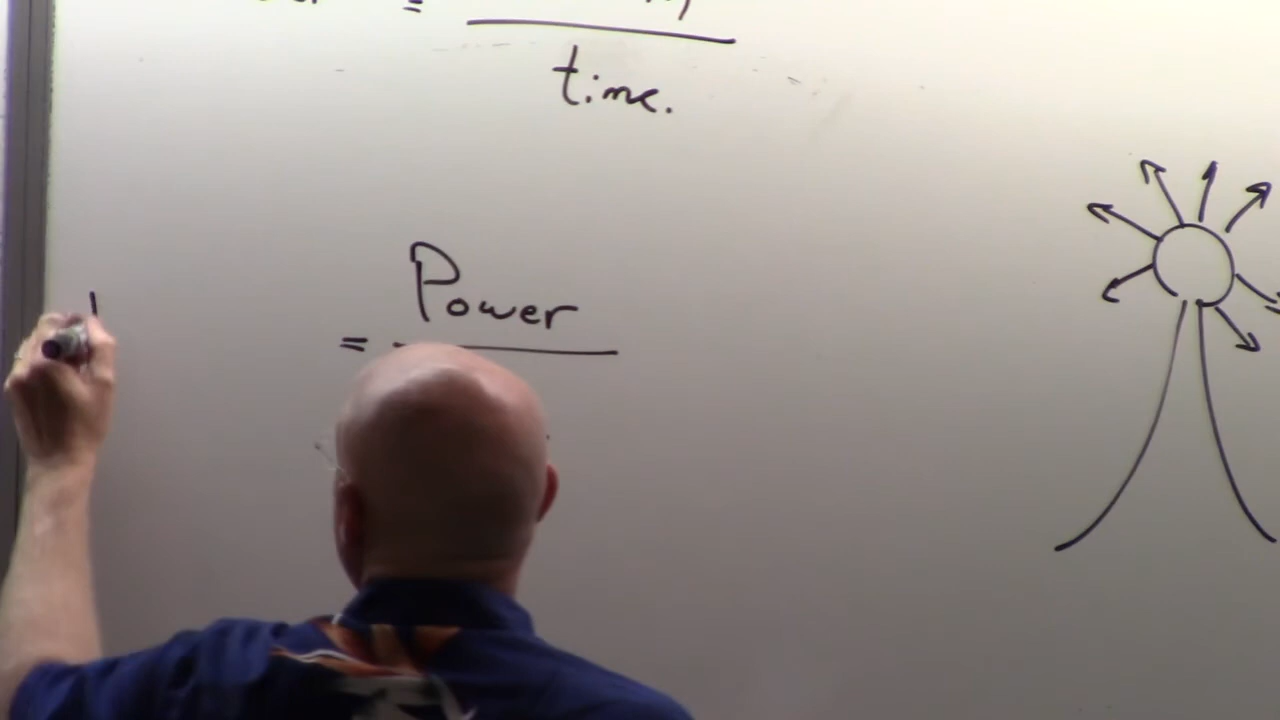 =
time.
Power
=